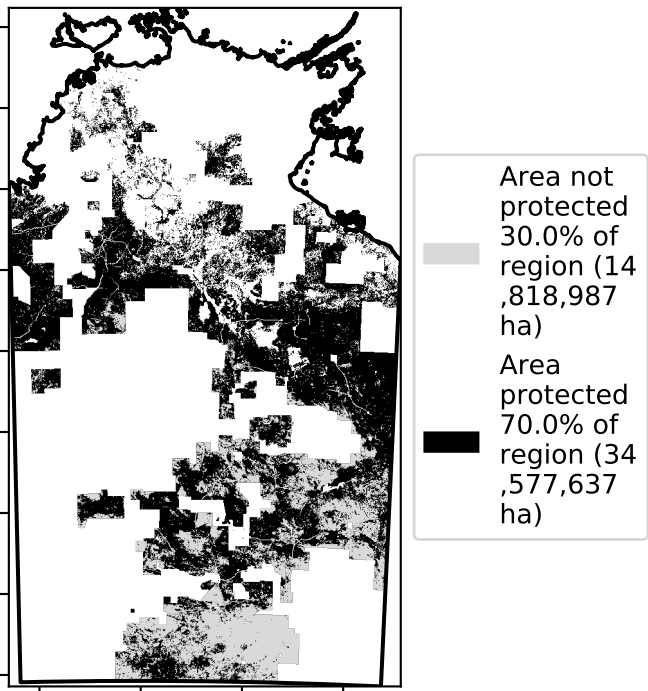 Area not
protected
30.0% of
region (14
,818,987
ha)
Area
protected
70.0% of
region (34
,577,637
ha)